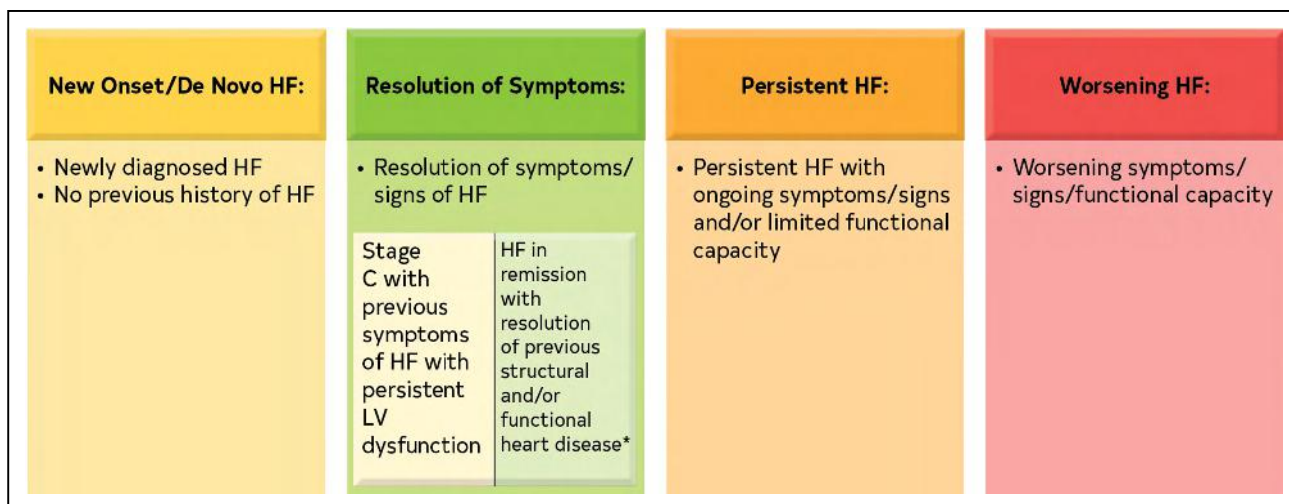 New Onset/De Novo HF:
• Newly diagnosed HF
• No previous history of HF
Resolution of Symptoms:
• Resolution of symptoms/
signs of HF
Stage
C with
previous
symptoms
of HF with
persistent
LV
dysfunction
HF in
remission
with
resolution
of previous
structural
and/or
functional
heart disease*
Persistent HF:
• Persistent HF with
ongoing symptoms/signs
and/or limited functional
capacity
Worsening HF:
• Worsening symptoms/
signs/functional capacity